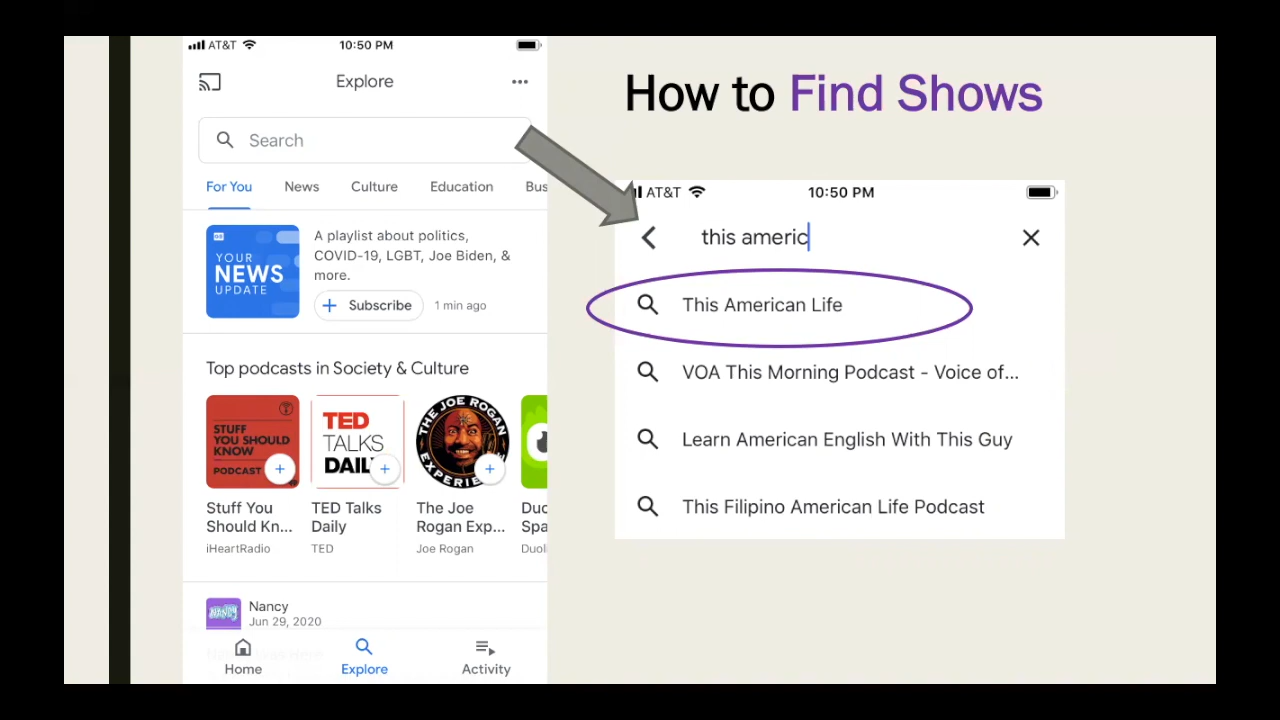 AT&T 10:50 PM
Explore
Search
For You News Culture Education Bus
YOUR
NEWS
UPDATE
A playlist about politics,
COVID-19, LGBT, Joe Biden, &
more.
+ Subscribe 1 min ago
Top podcasts in Society & Culture
STUFF
YOU SHOULD
KNOW
PODCAST
TED
TALKS
DAIL
THE JOE ROGAN EXPERIENCE
Stuff You
Should Kn...
iHeartRadio
TED Talks
Daily
TED
The Joe
Rogan Exp...
Joe Rogan
Duo
Spa
Duoli
NANCY
Nancy
Jun 29, 2020
Home Explore Activity
How to Find Shows
AT&T 10:50 PM
this americ
This American Life
VOA This Morning Podcast - Voice of...
Learn American English With This Guy
This Filipino American Life Podcast